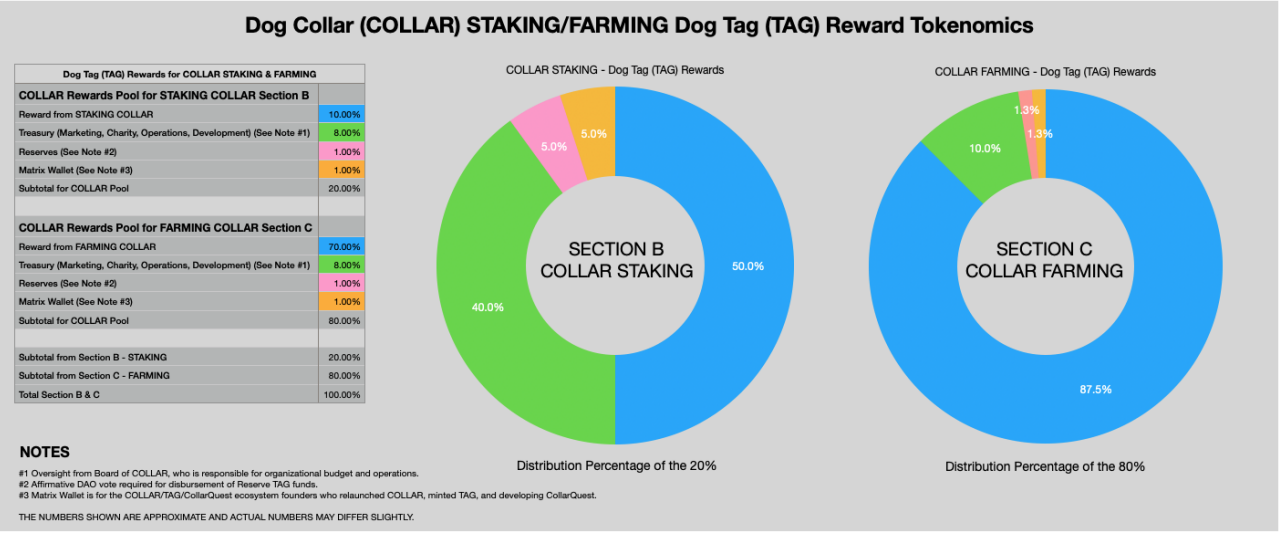 Dog Collar (COLLAR) STAKING/FARMING Dog Tag (TAG) Reward Tokenomics
Dog Tag (TAG) Rewards for COLLAR STAKING & FARMING
COLLAR Rewards Pool for STAKING COLLAR Section B
Reward from STAKING COLLAR 10.00%
Treasury (Marketing, Charity, Operations, Development) (See Note #1) 8.00%
Reserves (See Note #2) 1.00%
Matrix Wallet (See Note #3) 1.00%
Subtotal for COLLAR Pool 20.00%
COLLAR Rewards Pool for FARMING COLLAR Section C
Reward from FARMING COLLAR 70.00%
Treasury (Marketing, Charity, Operations, Development) (See Note #1) 8.00%
Reserves (See Note #2) 1.00%
Matrix Wallet (See Note #3) 1.00%
Subtotal for COLLAR Pool 80.00%
Subtotal from Section B - STAKING 20.00%
Subtotal from Section C - FARMING 80.00%
Total Section B & C 100.00%
COLLAR STAKING - Dog Tag (TAG) Rewards
5.0%
5.0%
SECTION B
COLLAR STAKING
50.0%
40.0%
Distribution Percentage of the 20%
COLLAR FARMING - Dog Tag (TAG) Rewards
1.3%
1.3%
10.0%
SECTION C
COLLAR FARMING
87.5%
Distribution Percentage of the 80%
NOTES
#1 Oversight from Board of COLLAR, who is responsible for organizational budget and operations.
#2 Affirmative DAO vote required for disbursement of Reserve TAG funds.
#3 Matrix Wallet is for the COLLAR/TAG/CollarQuest ecosystem founders who relaunched COLLAR, minted TAG, and developing CollarQuest.
THE NUMBERS SHOWN ARE APPROXIMATE AND ACTUAL NUMBERS MAY DIFFER SLIGHTLY.